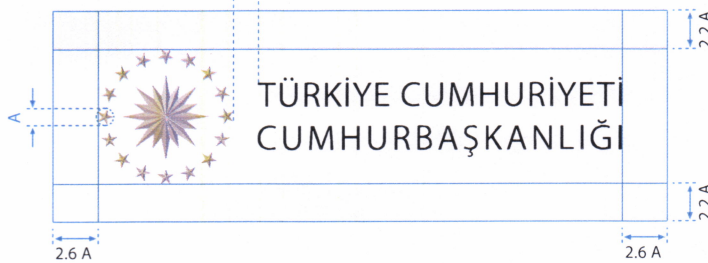 2.2 A
TÜRKİYE CUMHURİYETİ
CUMHURBAŞKANLIĞI
A
2.2 A
2.6 A
2.6 A